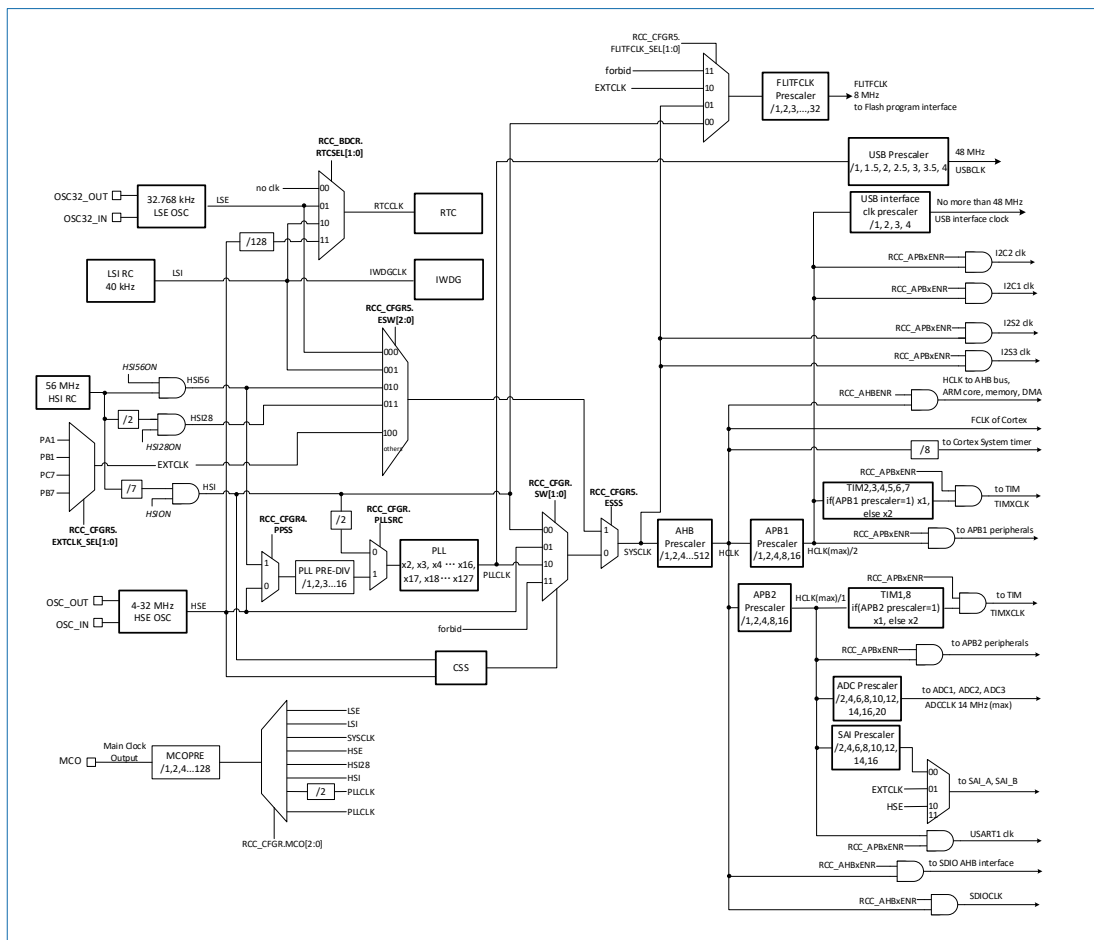 RCC_CFGR5.
FLITFCLK_SEL[1:0]
forbid
11
EXTCLK
10
01
00
FLITFCLK
Prescaler
/1,2,3,...,32
FLITFCLK
8 MHz
to Flash program interface
RCC_BDCR.
RTCSEL[1:0]
USB Prescaler
/1, 1.5, 2, 2.5, 3, 3.5, 4
48 MHz
USBCLK
OSC32_OUT
OSC32_IN
32.768 kHz
LSE OSC
LSE
no clk
00
01
10
11
/128
RTCCLK
RTC
USB interface
clk prescaler
/1, 2, 3, 4
No more than 48 MHz
USB interface clock
LSI RC
40 kHz
LSI
IWDGCLK
IWDG
RCC_APBxENR
I2C2 clk
RCC_APBxENR
I2C1 clk
RCC_APBxENR
I2S2 clk
RCC_APBxENR
I2S3 clk
RCC_CFGR5.
ESW[2:0]
000
001
010
011
100
others
56 MHz
HSI RC
HSI56ON
HSI56
/2
HSI28ON
HSI28
PA1
PB1
PC7
PB7
EXTCLK
/7
HSION
HSI
RCC_CFGR5.
EXTCLK_SEL[1:0]
RCC_AHBENR
HCLK to AHB bus,
ARM core, memory, DMA
FCLK of Cortex
/8
to Cortex System timer
RCC_CFGR4.
PPSS
1
0
/2
RCC_CFGR.
PLLSRC
0
1
PLL PRE-DIV
/1,2,3...16
PLL
x2, x3, x4 ··· x16,
x17, x18··· x127
PLLCLK
RCC_CFGR.
SW[1:0]
00
01
10
11
forbid
RCC_CFGR5.
ESSS
1
0
SYSCLK
AHB
Prescaler
/1,2,4...512
HCLK
APB1
Prescaler
/1,2,4,8,16
HCLK(max)/2
TIM2,3,4,5,6,7
if(APB1 prescaler=1) x1,
else x2
RCC_APBxENR
to TIM
TIMXCLK
RCC_APBxENR
to APB1 peripherals
OSC_OUT
OSC_IN
4-32 MHz
HSE OSC
HSE
CSS
APB2
Prescaler
/1,2,4,8,16
HCLK(max)/1
TIM1,8
if(APB2 prescaler=1)
x1, else x2
RCC_APBxENR
to TIM
TIMXCLK
RCC_APBxENR
to APB2 peripherals
ADC Prescaler
/2,4,6,8,10,12,
14,16,20
to ADC1, ADC2, ADC3
ADCCLK 14 MHz (max)
SAI Prescaler
/2,4,6,8,10,12,
14,16
EXTCLK
HSE
00
01
10
11
to SAI_A, SAI_B
RCC_APBxENR
USART1 clk
RCC_AHBxENR
to SDIO AHB interface
RCC_AHBxENR
SDIOCLK
MCO
Main Clock
Output
MCOPRE
/1,2,4...128
LSE
LSI
SYSCLK
HSE
HSI28
HSI
/2
PLLCLK
PLLCLK
RCC_CFGR.MCO[2:0]